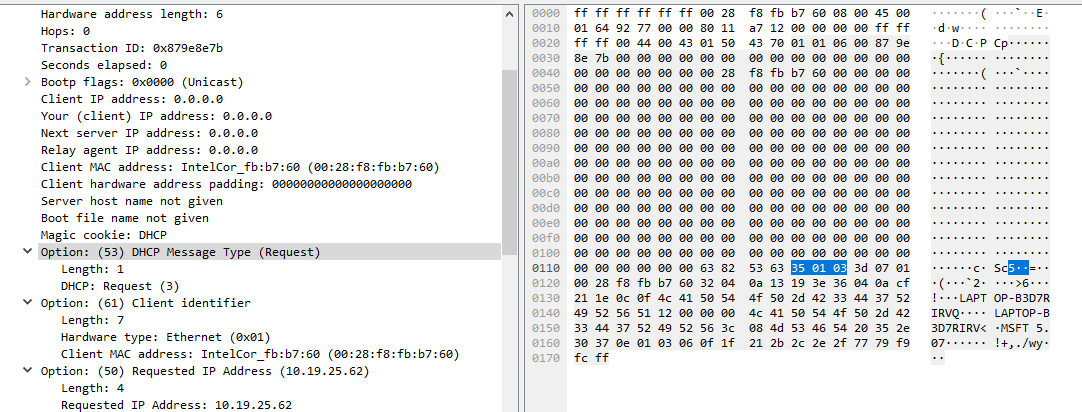 Hardware address length: 6
Hops: 0
Transaction ID: 0x879e8e7b
Seconds elapsed: 0
Bootp flags: 0x0000 (Unicast)
Client IP address: 0.0.0.0
Your (client) IP address: 0.0.0.0
Next server IP address: 0.0.0.0
Relay agent IP address: 0.0.0.0
Client MAC address: IntelCor_fb:b7:60 (00:28:f8:fb:b7:60)
Client hardware address padding: 00000000000000000000
Server host name not given
Boot file name not given
Magic cookie: DHCP
Option: (53) DHCP Message Type (Request)
Length: 1
DHCP: Request (3)
Option: (61) Client identifier
Length: 7
Hardware type: Ethernet (0x01)
Client MAC address: IntelCor_fb:b7:60 (00:28:f8:fb:b7:60)
Option: (50) Requested IP Address (10.19.25.62)
Length: 4
Requested IP Address: 10.19.25.62
0000 ff ff ff ff ff ff 00 28 f8 fb b7 60 08 00 45 00 ·······( ···`··E·
0010 01 64 92 77 00 00 80 11 a7 12 00 00 00 00 ff ff ·d·w···· ········
0020 ff ff 00 44 00 43 01 50 43 70 01 01 06 00 87 9e ···D·C·P Cp······
0030 8e 7b 00 00 00 00 00 00 00 00 00 00 00 00 00 00 ·{······ ········
0040 00 00 00 00 00 00 00 28 f8 fb b7 60 00 00 00 00 ·······( ···`····
0050 00 00 00 00 00 00 00 00 00 00 00 00 00 00 00 00 ········ ········
0060 00 00 00 00 00 00 00 00 00 00 00 00 00 00 00 00 ········ ········
0070 00 00 00 00 00 00 00 00 00 00 00 00 00 00 00 00 ········ ········
0080 00 00 00 00 00 00 00 00 00 00 00 00 00 00 00 00 ········ ········
0090 00 00 00 00 00 00 00 00 00 00 00 00 00 00 00 00 ········ ········
00a0 00 00 00 00 00 00 00 00 00 00 00 00 00 00 00 00 ········ ········
00b0 00 00 00 00 00 00 00 00 00 00 00 00 00 00 00 00 ········ ········
00c0 00 00 00 00 00 00 00 00 00 00 00 00 00 00 00 00 ········ ········
00d0 00 00 00 00 00 00 00 00 00 00 00 00 00 00 00 00 ········ ········
00e0 00 00 00 00 00 00 00 00 00 00 00 00 00 00 00 00 ········ ········
00f0 00 00 00 00 00 00 00 00 00 00 00 00 00 00 00 00 ········ ········
0100 00 00 00 00 00 00 00 00 00 00 00 00 00 00 00 00 ········ ········
0110 00 00 00 00 00 00 63 82 53 63 35 01 03 3d 07 01 ······c· Sc5··=··
0120 00 28 f8 fb b7 60 32 04 0a 13 19 3e 36 04 0a cf ·(···`2· ···>6···
0130 21 1e 0c 0f 4c 41 50 54 4f 50 2d 42 33 44 37 52 !···LAPT OP-B3D7R
0140 49 52 56 51 12 00 00 00 4c 41 50 54 4f 50 2d 42 IRVQ···· LAPTOP-B
0150 33 44 37 52 49 52 56 3c 08 4d 53 46 54 20 35 2e 3D7RIRV< ·MSFT 5.
0160 30 37 0e 01 03 06 0f 1f 21 2b 2c 2e 2f 77 79 f9 07······ !+,./wy·
0170 fc ff ··